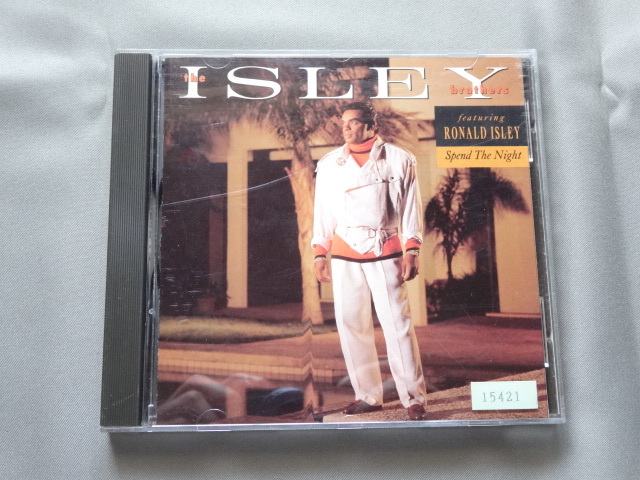 the ISLEY
brothers
featuring
RONALD ISLEY
Spend The Night
15421